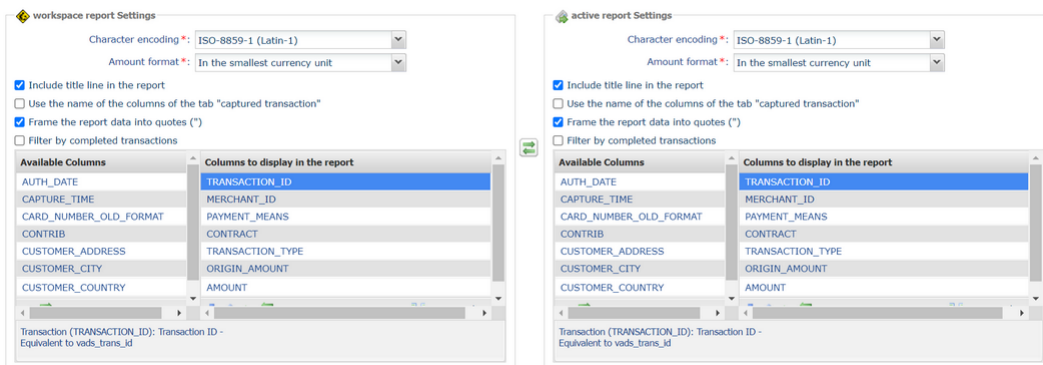 workspace report Settings
Character encoding *: ISO-8859-1 (Latin-1)
Amount format *: In the smallest currency unit
Include title line in the report
Use the name of the columns of the tab "captured transaction"
Frame the report data into quotes (")
Filter by completed transactions
Available Columns
AUTH_DATE
CAPTURE_TIME
CARD_NUMBER_OLD_FORMAT
CONTRIB
CUSTOMER_ADDRESS
CUSTOMER_CITY
CUSTOMER_COUNTRY
Columns to display in the report
TRANSACTION_ID
MERCHANT_ID
PAYMENT_MEANS
CONTRACT
TRANSACTION_TYPE
ORIGIN_AMOUNT
AMOUNT
Transaction (TRANSACTION_ID): Transaction ID -
Equivalent to vads_trans_id
active report Settings
Character encoding *: ISO-8859-1 (Latin-1)
Amount format *: In the smallest currency unit
Include title line in the report
Use the name of the columns of the tab "captured transaction"
Frame the report data into quotes (")
Filter by completed transactions
Available Columns
AUTH_DATE
CAPTURE_TIME
CARD_NUMBER_OLD_FORMAT
CONTRIB
CUSTOMER_ADDRESS
CUSTOMER_CITY
CUSTOMER_COUNTRY
Columns to display in the report
TRANSACTION_ID
MERCHANT_ID
PAYMENT_MEANS
CONTRACT
TRANSACTION_TYPE
ORIGIN_AMOUNT
AMOUNT
Transaction (TRANSACTION_ID): Transaction ID -
Equivalent to vads_trans_id